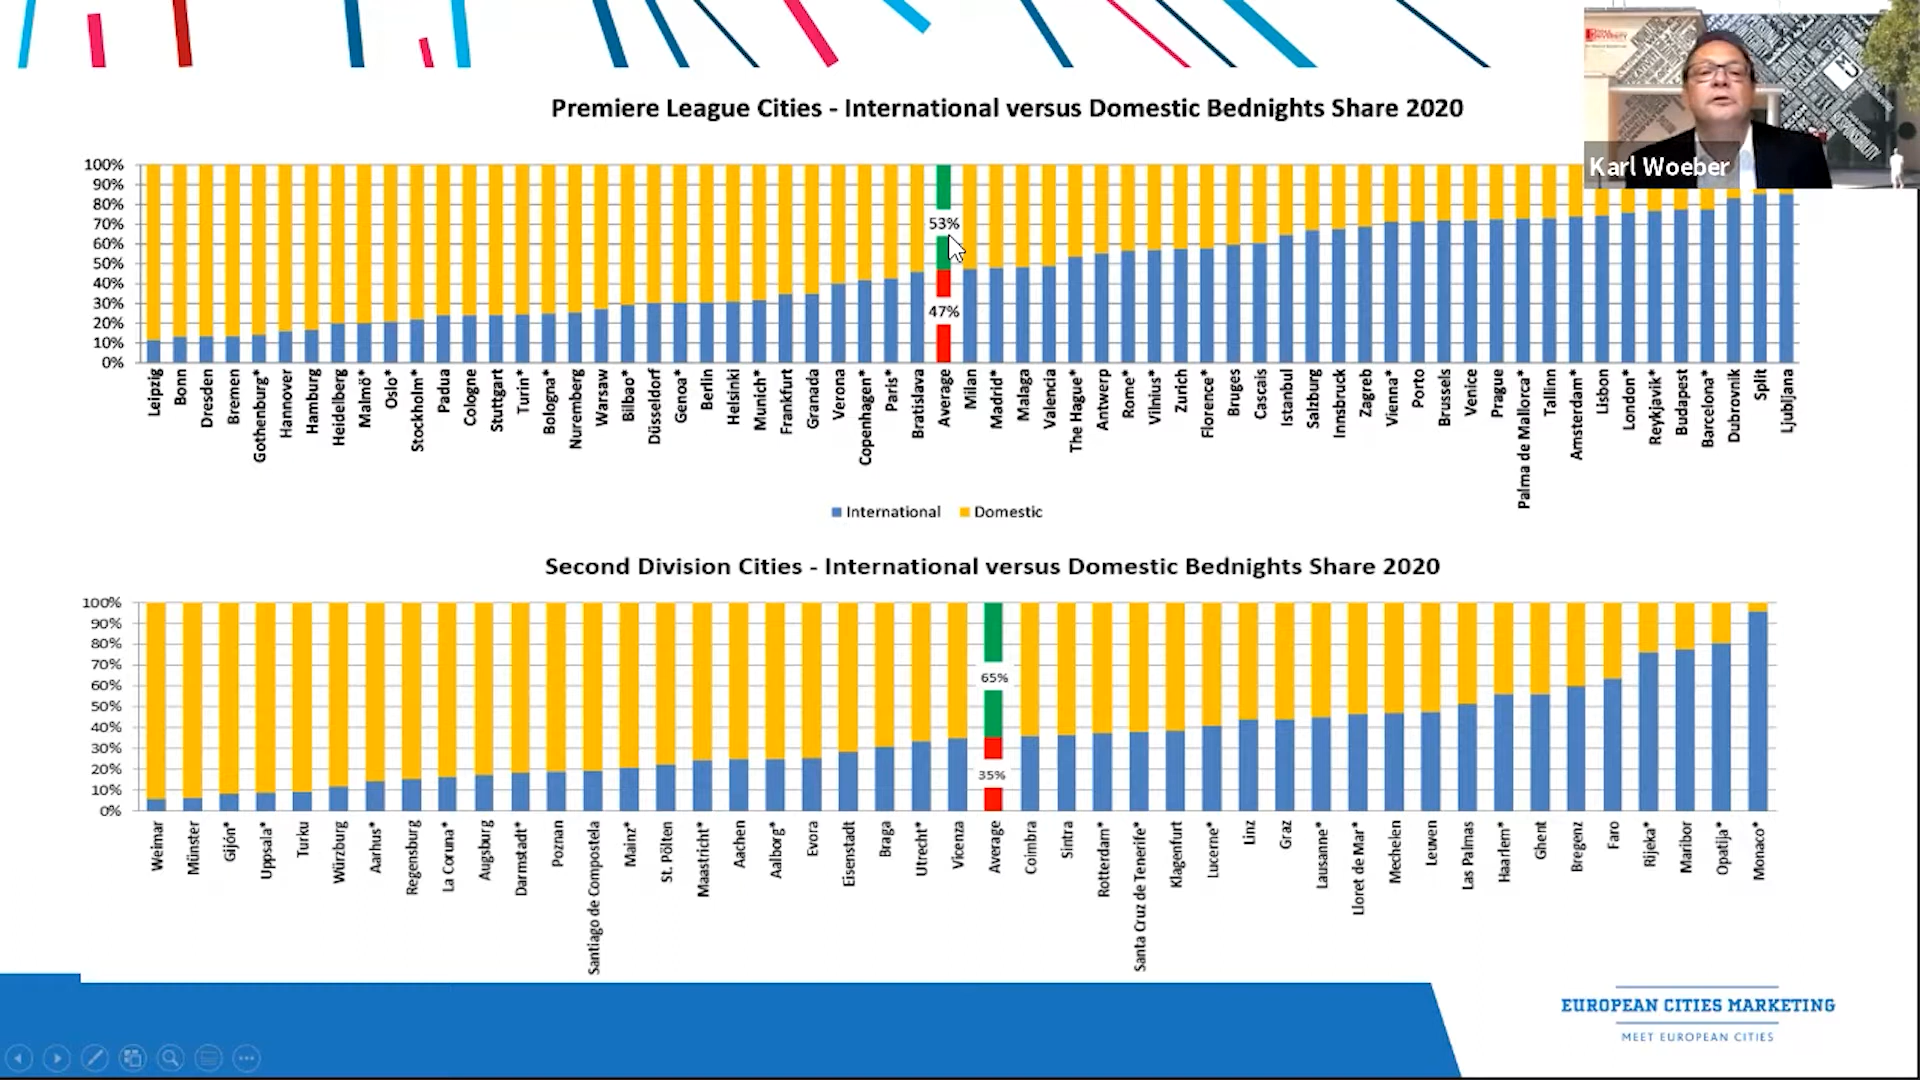 Premiere League Cities - International versus Domestic Bednights Share 2020
Karl Woeber
100%
90%
80%
70%
60%
50%
40%
30%
20%
10%
0%
53%
47%
Leipzig
Bonn
Dresden
Bremen
Gothenburg*
Hannover
Hamburg
Heidelberg
Malmö*
Oslo*
Stockholm*
Padua
Cologne
Stuttgart
Turin*
Bologna*
Nuremberg
Warsaw
Bilbao*
Düsseldorf
Genoa*
Berlin
Helsinki
Munich*
Frankfurt
Granada
Verona
Copenhagen*
Paris*
Bratislava
Average
Milan
Madrid*
Malaga
Valencia
The Hague*
Antwerp
Rome*
Vilnius*
Zurich
Florence*
Bruges
Cascais
Istanbul
Salzburg
Innsbruck
Zagreb
Vienna*
Porto
Brussels
Venice
Prague
Palma de Mallorca*
Tallinn
Amsterdam*
Lisbon
London*
Reykjavik*
Budapest
Barcelona*
Dubrovnik
Split
Ljubljana
International
Domestic
Second Division Cities - International versus Domestic Bednights Share 2020
100%
90%
80%
70%
60%
50%
40%
30%
20%
10%
0%
65%
35%
Weimar
Münster
Gijón*
Uppsala*
Turku
Würzburg
Aarhus*
Regensburg
La Coruna*
Augsburg
Darmstadt*
Poznan
Santiago de Compostela
Mainz*
St. Pölten
Maastricht*
Aachen
Aalborg*
Evora
Eisenstadt
Braga
Utrecht*
Vicenza
Average
Coimbra
Sintra
Rotterdam*
Santa Cruz de Tenerife*
Klagenfurt
Lucerne*
Linz
Graz
Lausanne*
Lloret de Mar*
Mechelen
Leuven
Las Palmas
Haarlem*
Ghent
Bregenz
Faro
Rijeka*
Maribor
Opatija*
Monaco*
EUROPEAN CITIES MARKETING
MEET EUROPEAN CITIES